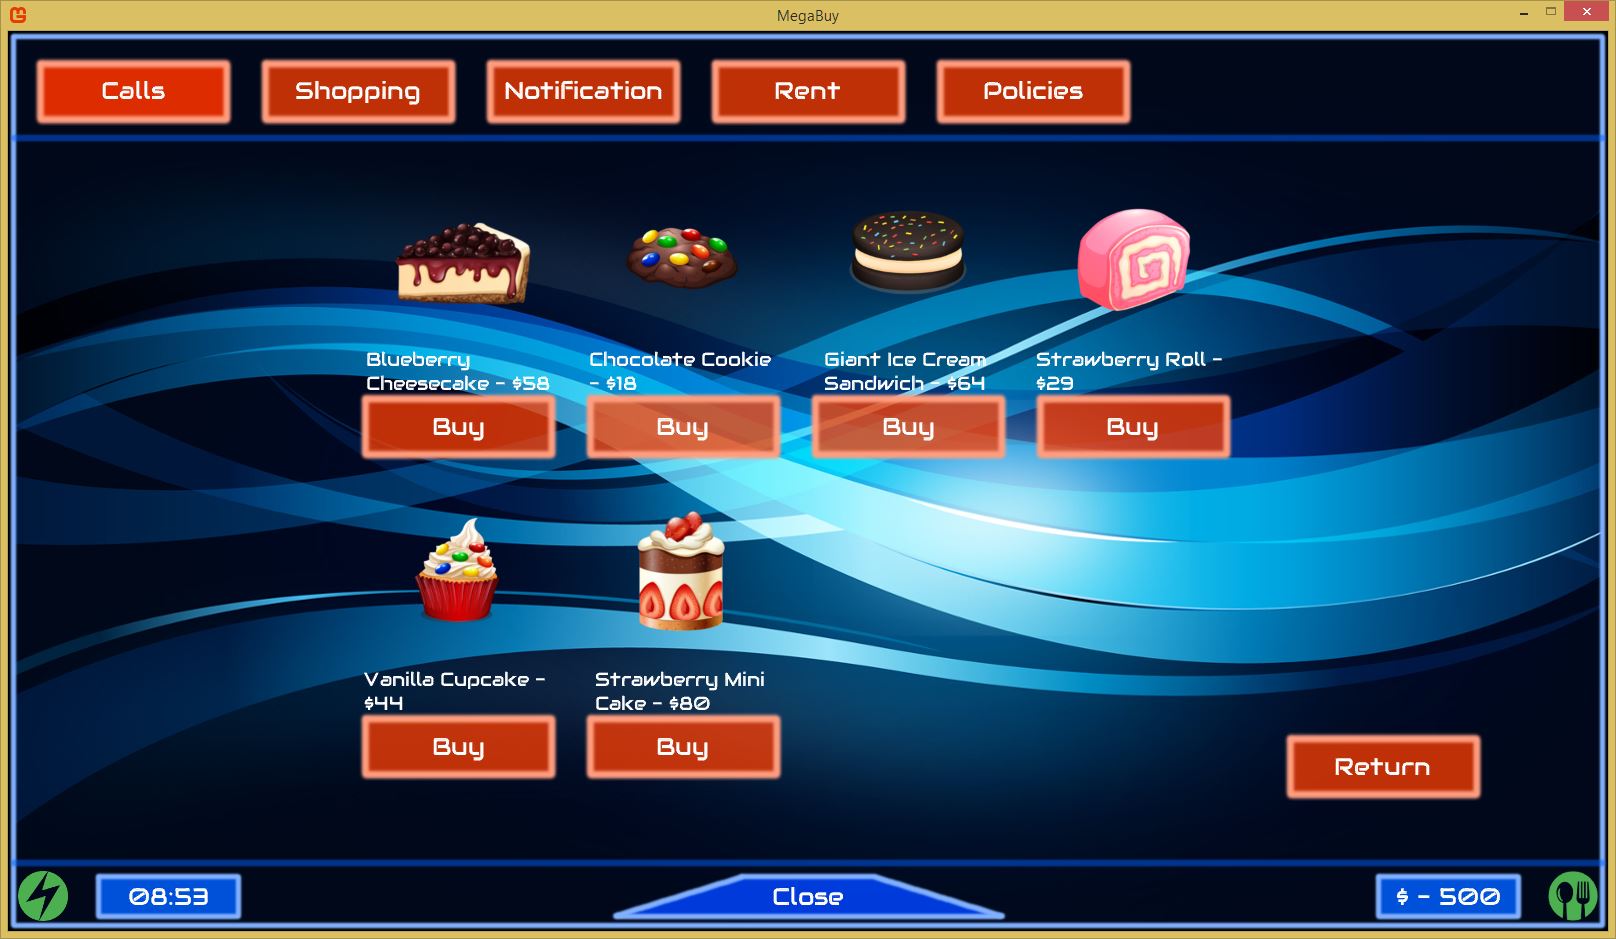 MegaBuy
Calls
Shopping
Notification
Rent
Policies
Blueberry
Cheesecake - $58
Chocolate Cookie
- $18
Giant Ice Cream
Sandwich - $64
Strawberry Roll -
$29
Buy
Buy
Buy
Buy
Vanilla Cupcake -
$44
Strawberry Mini
Cake - $80
Buy
Buy
Return
08:53
Close
$ - 500